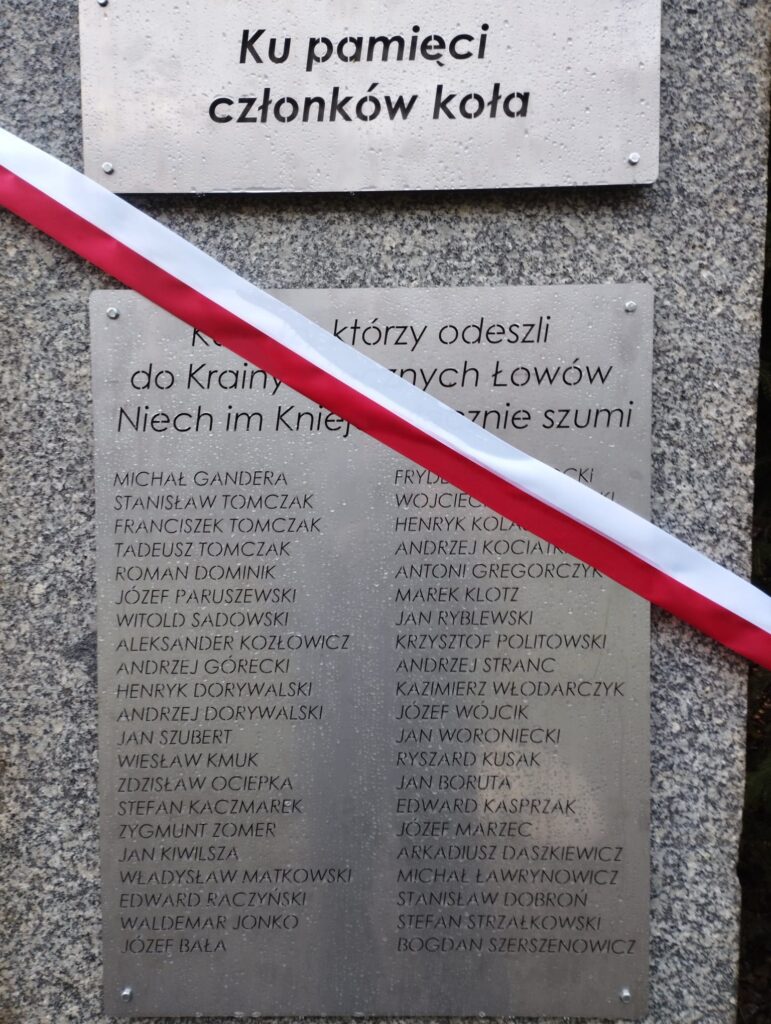 Ku pamięci
członków koła
którzy odeszli
do Krainy Łowów
Niech im szumi
MICHAŁ GANDERA
STANISŁAW TOMCZAK
FRANCISZEK TOMCZAK
TADEUSZ TOMCZAK
ROMAN DOMINIK
JÓZEF PARUSZEWSKI
WITOLD SADOWSKI
ALEKSANDER KOZŁOWICZ
ANDRZEJ GÓRECKI
HENRYK DORYWALSKI
ANDRZEJ DORYWALSKI
JAN SZUBERT
WIESŁAW KMUK
ZDZISŁAW OCIEPKA
STEFAN KACZMAREK
ZYGMUNT ZOMER
JAN KIWILSZA
WŁADYSŁAW MATKOWSKI
EDWARD RACZYŃSKI
WALDEMAR JONKO
JÓZEF BAŁA
HENRYK
ANDRZEJ
ANTONI GREGORCZYK
MAREK KLOTZ
JAN RYBLEWSKI
KRZYSZTOF POLITOWSKI
ANDRZEJ STRANC
KAZIMIERZ WŁODARCZYK
JÓZEF WÓJCIK
JAN WORONIECKI
RYSZARD KUSAK
JAN BORUTA
EDWARD KASPRZAK
JÓZEF MARZEC
ARKADIUSZ DASZKIEWICZ
MICHAŁ ŁAWRYNOWICZ
STANISŁAW DOBROŃ
STEFAN STRZAŁKOWSKI
BOGDAN SZERSZENOWICZ